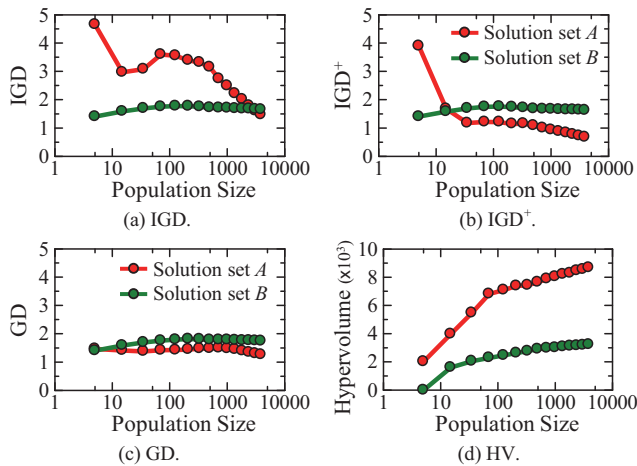 5
4
3
2
1
0
IGD
1 10 100 1000 10000
Population Size
(a) IGD.
5
4
3
2
1
0
IGD+
Solution set A
Solution set B
1 10 100 1000 10000
Population Size
(b) IGD+.
5
4
3
2
1
0
GD
Solution set A
Solution set B
1 10 100 1000 10000
Population Size
(c) GD.
10
8
6
4
2
0
Hypervolume (x10³)
1 10 100 1000 10000
Population Size
(d) HV.